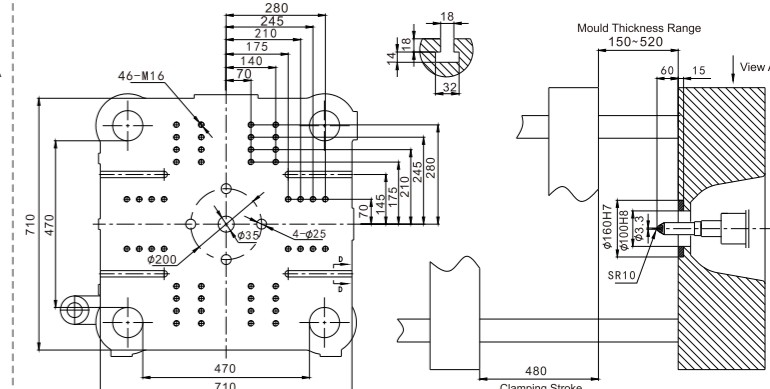 280
245
210
175
140
70
46-M16
710
470
Φ200
Φ35
4-Φ25
70
145
175
210
245
280
D
D
470
710
18
18
14
32
Mould Thickness Range
150~520
60
15
View A
Φ160H7
Φ100H8
Φ3.3
SR10
480
Clamping Stroke